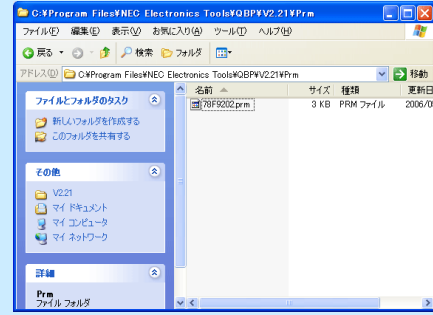 C:¥Program Files¥NEC Electronics Tools¥QBP¥V2.21¥Prm
ファイル(F) 編集(E) 表示(V) お気に入り(A) ツール(T) ヘルプ(H)
戻る 検索 フォルダ
アドレス(D) C:¥Program Files¥NEC Electronics Tools¥QBP¥V2.21¥Prm 移動
名前 サイズ 種類 更新日
78F9202.prm 3 KB PRM ファイル 2006/0
ファイルとフォルダのタスク
新しいフォルダを作成する
このフォルダを共有する
その他
V2.21
マイ ドキュメント
マイ コンピュータ
マイ ネットワーク
詳細
Prm
ファイル フォルダ